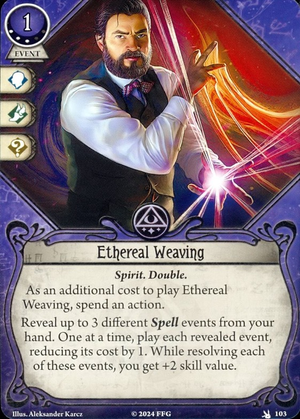 1
EVENT
Ethereal Weaving
Spirit. Double.
As an additional cost to play Ethereal
Weaving, spend an action.
Reveal up to 3 different Spell events from your
hand. One at a time, play each revealed event,
reducing its cost by 1. While resolving each
of these events, you get +2 skill value.
Illus. Aleksander Karcz
© 2024 FFG
103